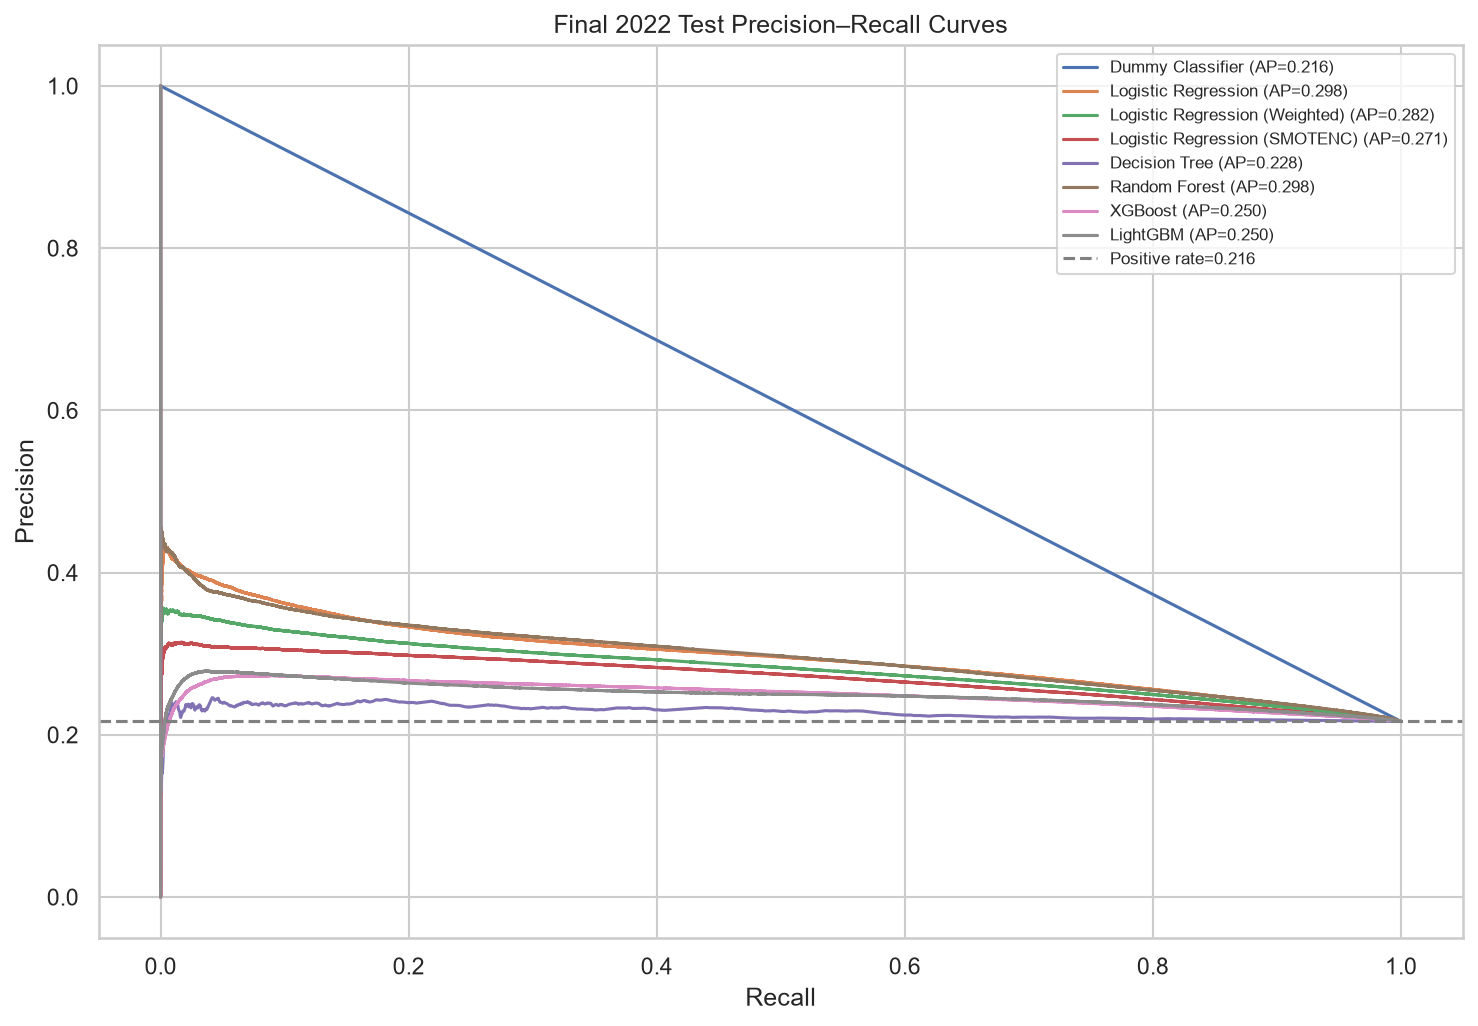 Final 2022 Test Precision–Recall Curves
Dummy Classifier (AP=0.216)
Logistic Regression (AP=0.298)
Logistic Regression (Weighted) (AP=0.282)
Logistic Regression (SMOTENC) (AP=0.271)
Decision Tree (AP=0.228)
Random Forest (AP=0.298)
XGBoost (AP=0.250)
LightGBM (AP=0.250)
Positive rate=0.216
Precision
1.0
0.8
0.6
0.4
0.2
0.0
0.0 0.2 0.4 0.6 0.8 1.0
Recall